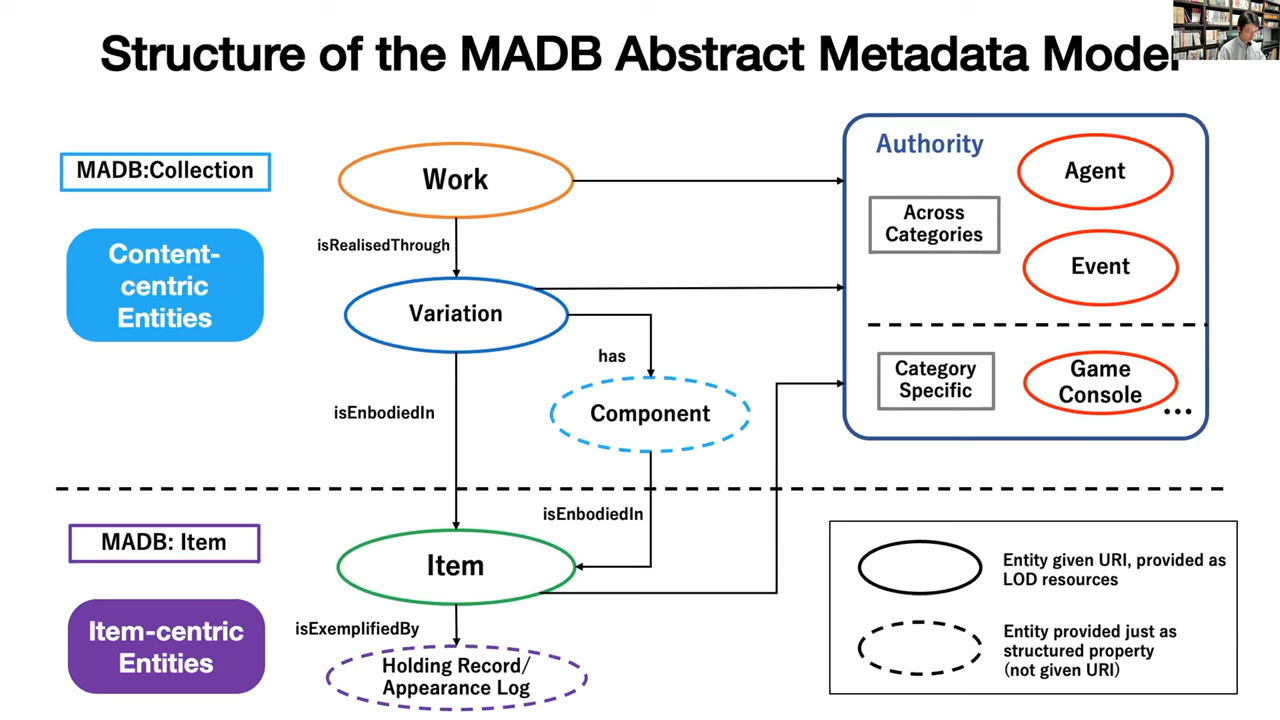 Structure of the MADB Abstract Metadata Model
MADB:Collection
Content-
centric
Entities
Work
isRealisedThrough
Variation
has
isEnbodiedIn
Component
Authority
Across
Categories
Agent
Event
Category
Specific
Game
Console
...
MADB: Item
Item-centric
Entities
isEnbodiedIn
Item
isExemplifiedBy
Holding Record/
Appearance Log
Entity given URI, provided as
LOD resources
Entity provided just as
structured property
(not given URI)